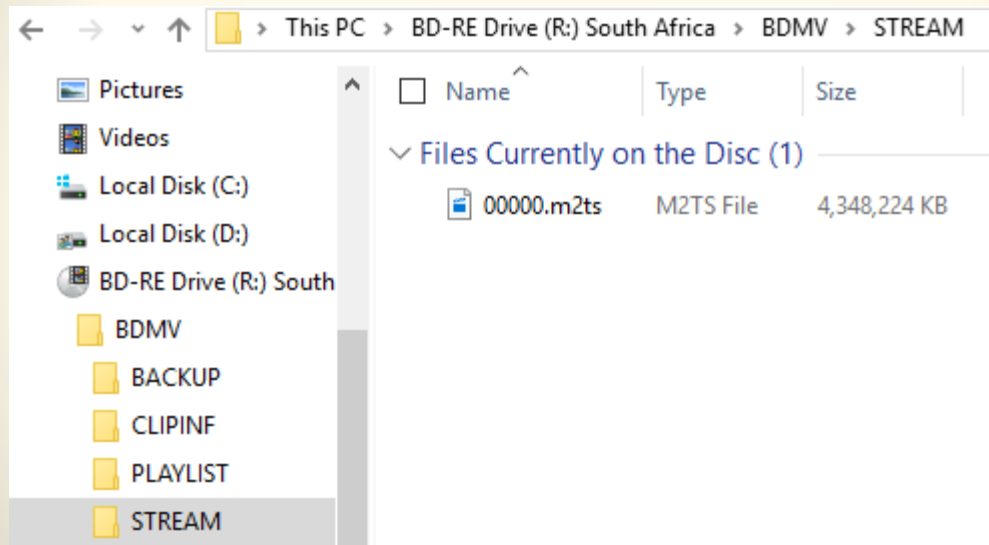 This PC > BD-RE Drive (R:) South Africa > BDMV > STREAM
Pictures
Videos
Local Disk (C:)
Local Disk (D:)
BD-RE Drive (R:) South
BDMV
BACKUP
CLIPINF
PLAYLIST
STREAM
Name Type Size
Files Currently on the Disc (1)
00000.m2ts M2TS File 4,348,224 KB